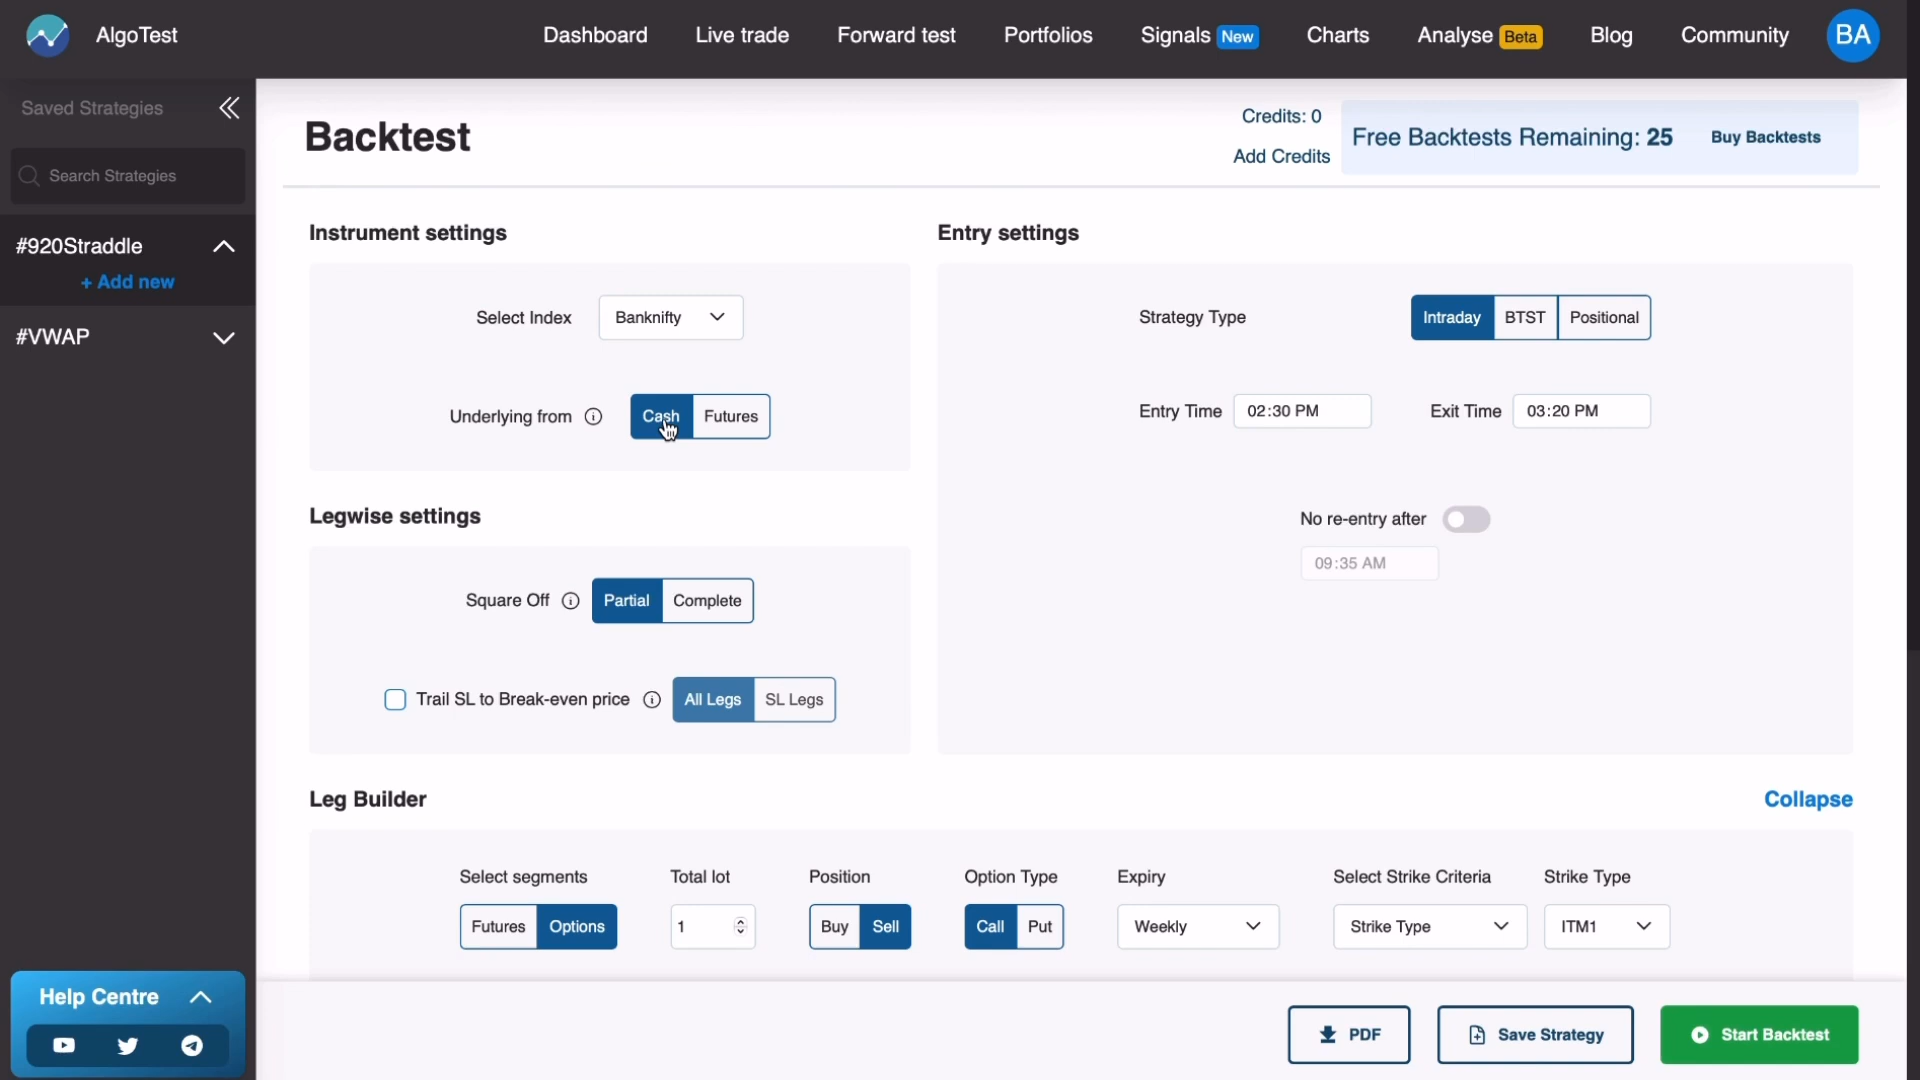 AlgoTest
Dashboard Live trade Forward test Portfolios Signals New Charts Analyse Beta Blog Community BA
Saved Strategies
Search Strategies
#920Straddle
+ Add new
#VWAP
Help Centre
Backtest
Credits: 0
Add Credits
Free Backtests Remaining: 25 Buy Backtests
Instrument settings
Select Index Banknifty
Underlying from Cash Futures
Entry settings
Strategy Type Intraday BTST Positional
Entry Time 02:30 PM Exit Time 03:20 PM
No re-entry after
09:35 AM
Legwise settings
Square Off Partial Complete
Trail SL to Break-even price All Legs SL Legs
Leg Builder Collapse
Select segments Total lot Position Option Type Expiry Select Strike Criteria Strike Type
Futures Options 1 Buy Sell Call Put Weekly Strike Type ITM1
PDF Save Strategy Start Backtest